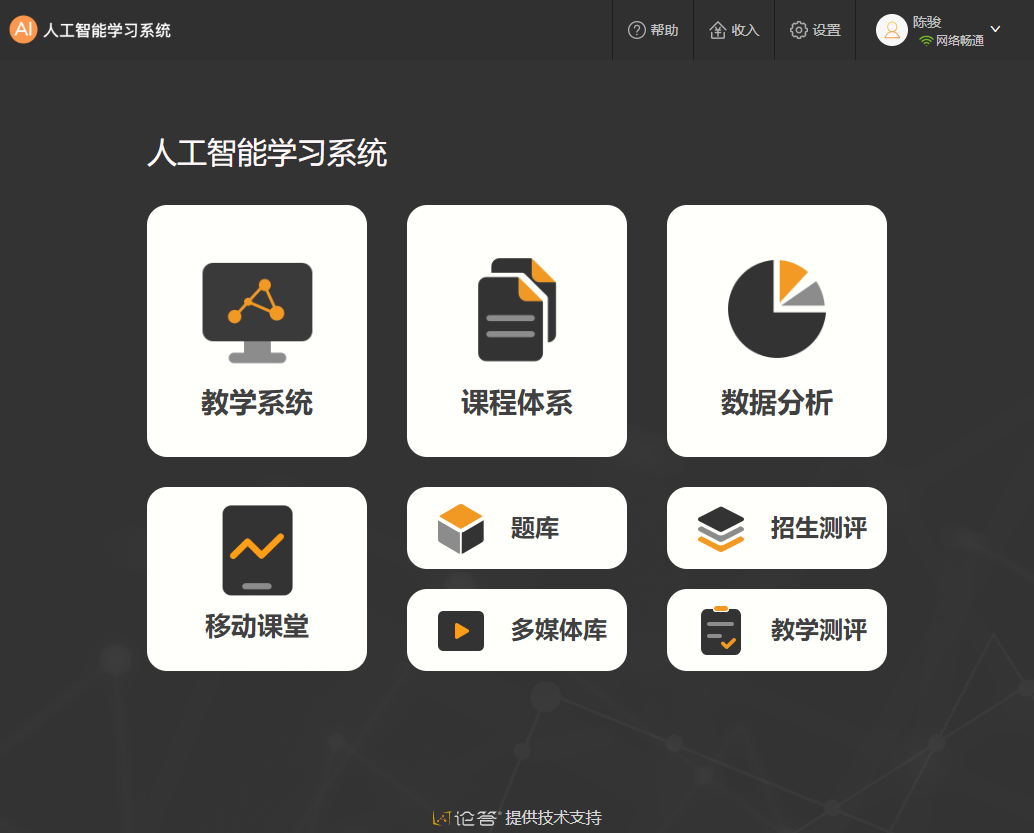 AI 人工智能学习系统
帮助
收入
设置
陈骏
网络畅通
人工智能学习系统
教学系统
课程体系
数据分析
移动课堂
题库
招生测评
多媒体库
教学测评
论答® 提供技术支持